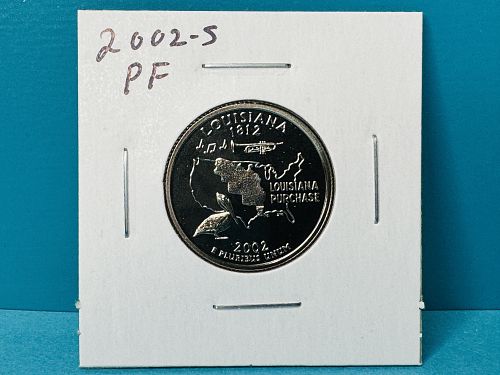 2002-S
PF
LOUISIANA
1812
LOUISIANA
PURCHASE
2002
E PLURIBUS UNUM